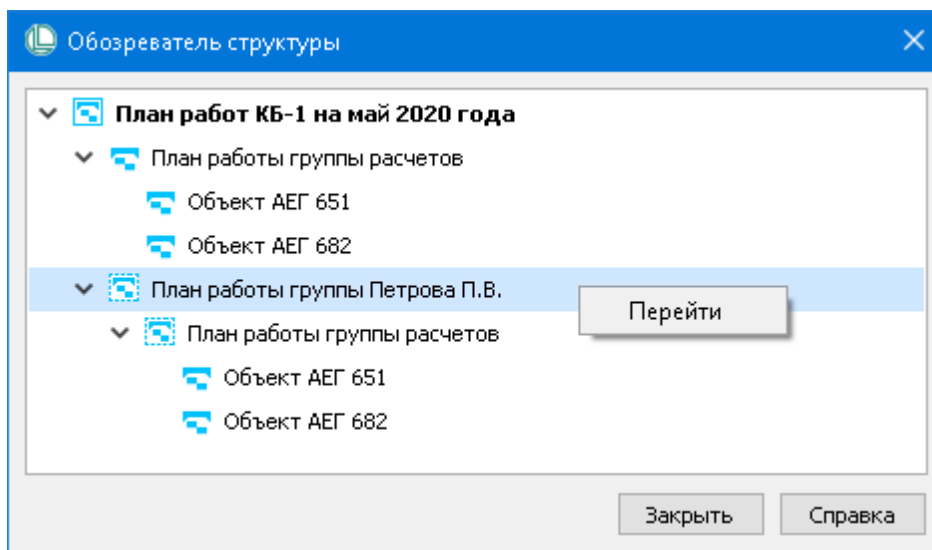 Обозреватель структуры
План работ КБ-1 на май 2020 года
План работы группы расчетов
Объект АЕГ 651
Объект АЕГ 682
План работы группы Петрова П.В.
Перейти
План работы группы расчетов
Объект АЕГ 651
Объект АЕГ 682
Закрыть
Справка